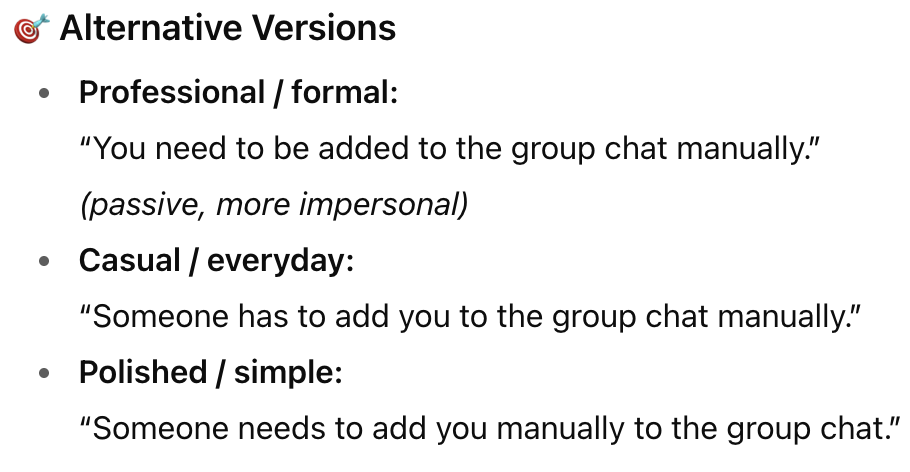 🎯 Alternative Versions
• Professional / formal:
“You need to be added to the group chat manually.”
(passive, more impersonal)
• Casual / everyday:
“Someone has to add you to the group chat manually.”
• Polished / simple:
“Someone needs to add you manually to the group chat.”